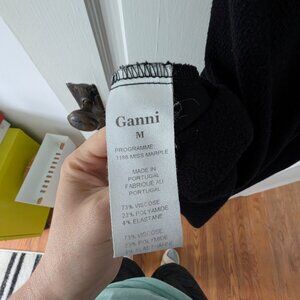 Ganni
M
PROGRAMME:
1198 MISS MARPLE
MADE IN
PORTUGAL
FABRIQUÉ AU
PORTUGAL
73% VISCOSE
23% POLYAMIDE
4% ELASTANE
73% VISCOSE
23% POLYAMIDE